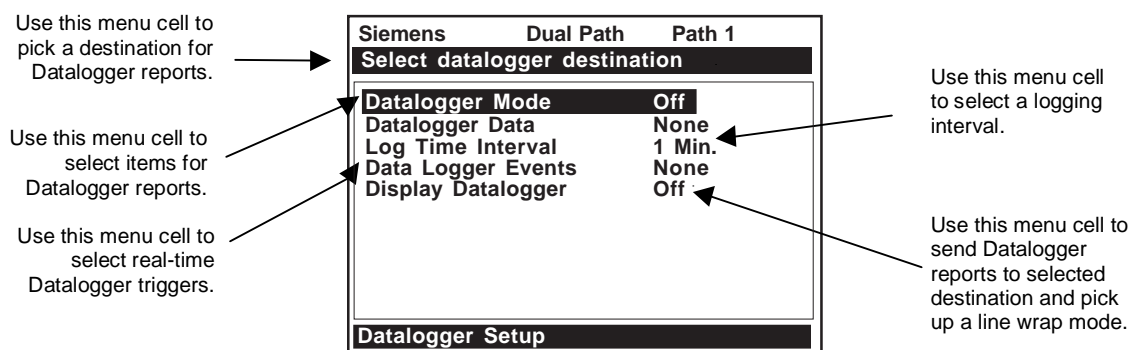 Use this menu cell to
pick a destination for
Datalogger reports.
Use this menu cell to
select items for
Datalogger reports.
Use this menu cell to
select real-time
Datalogger triggers.
Siemens Dual Path Path 1
Select datalogger destination
Datalogger Mode Off
Datalogger Data None
Log Time Interval 1 Min.
Data Logger Events None
Display Datalogger Off
Datalogger Setup
Use this menu cell
to select a logging
interval.
Use this menu cell to
send Datalogger
reports to selected
destination and pick
up a line wrap mode.